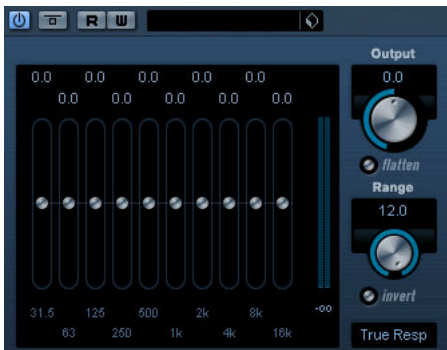 R W
Output
0.0 0.0 0.0 0.0 0.0 0.0
0.0 0.0 0.0 0.0 0.0
flatten
Range
12.0
invert
31.5 125 500 2k 8k -oo
63 250 1k 4k 16k
True Resp